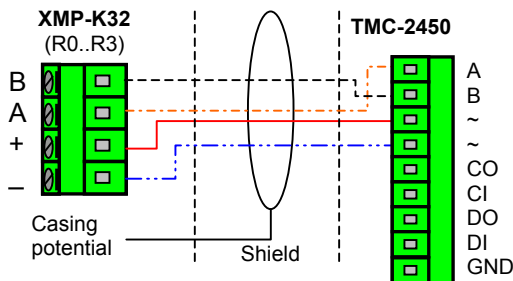 XMP-K32
(R0..R3)
B
A
+
–
Casing
potential
Shield
TMC-2450
A
B
~
~
CO
CI
DO
DI
GND